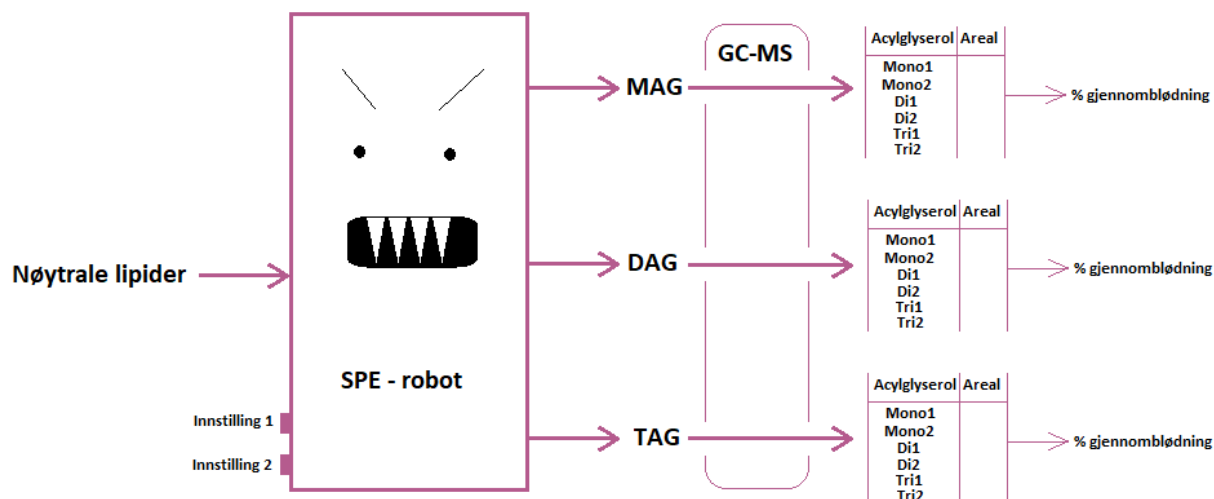 Nøytrale lipider
SPE - robot
Innstilling 1
Innstilling 2
GC-MS
MAG
Acylglyserol Areal
Mono1
Mono2
Di1
Di2
Tri1
Tri2
% gjennomblødning
DAG
Acylglyserol Areal
Mono1
Mono2
Di1
Di2
Tri1
Tri2
% gjennomblødning
TAG
Acylglyserol Areal
Mono1
Mono2
Di1
Di2
Tri1
Tri2
% gjennomblødning